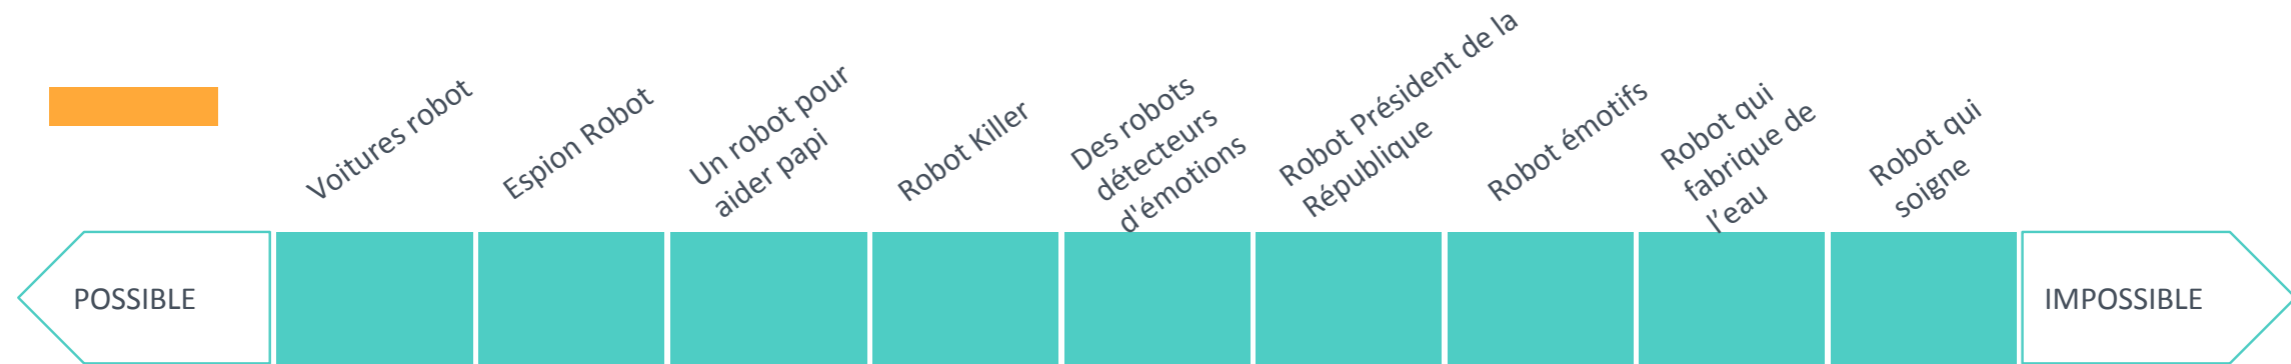 Voitures robot
Espion Robot
Un robot pour
aider papi
Robot Killer
Des robots
détecteurs
d'émotions
Robot Président de la
République
Robot émotifs
Robot qui
fabrique de
l’eau
Robot qui
soigne
POSSIBLE
IMPOSSIBLE